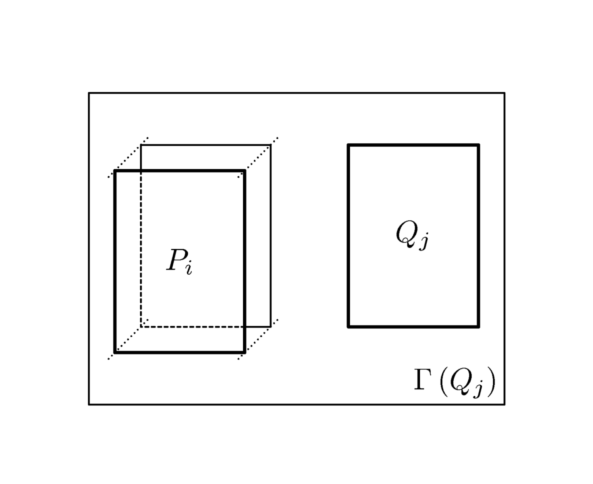 Q_j
P_i
Γ (Q_j)